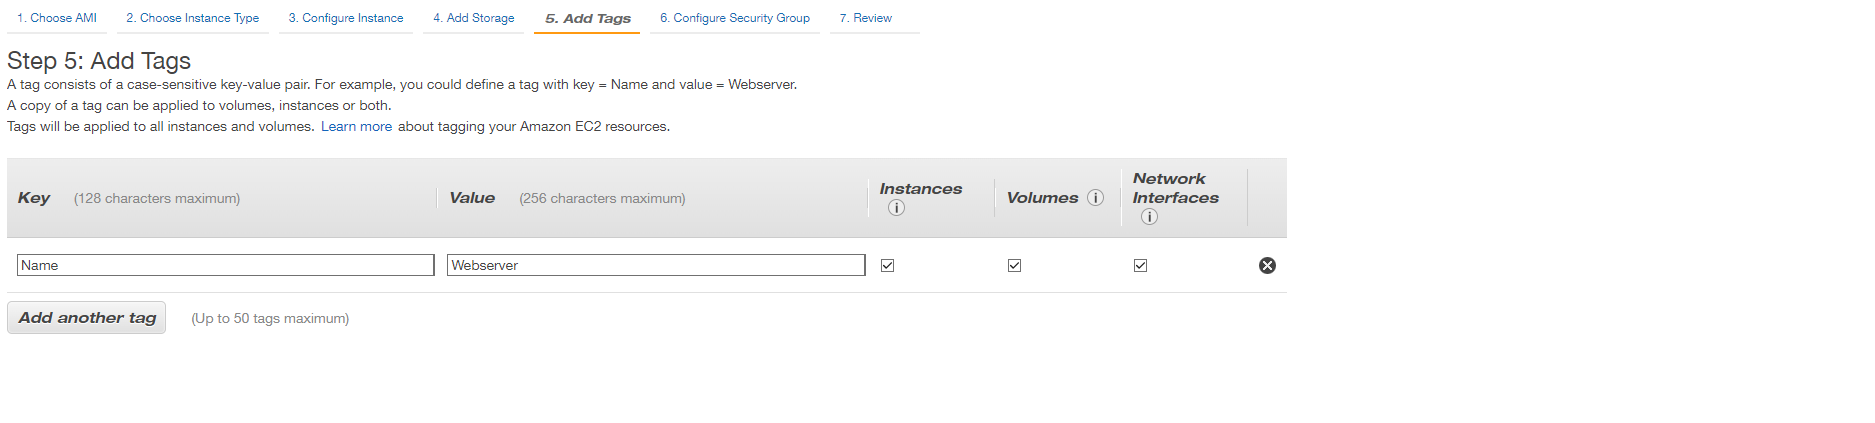 1. Choose AMI 2. Choose Instance Type 3. Configure Instance 4. Add Storage 5. Add Tags 6. Configure Security Group 7. Review
Step 5: Add Tags
A tag consists of a case-sensitive key-value pair. For example, you could define a tag with key = Name and value = Webserver.
A copy of a tag can be applied to volumes, instances or both.
Tags will be applied to all instances and volumes. Learn more about tagging your Amazon EC2 resources.
Key (128 characters maximum) Value (256 characters maximum) Instances Volumes Network Interfaces
Name Webserver
Add another tag (Up to 50 tags maximum)